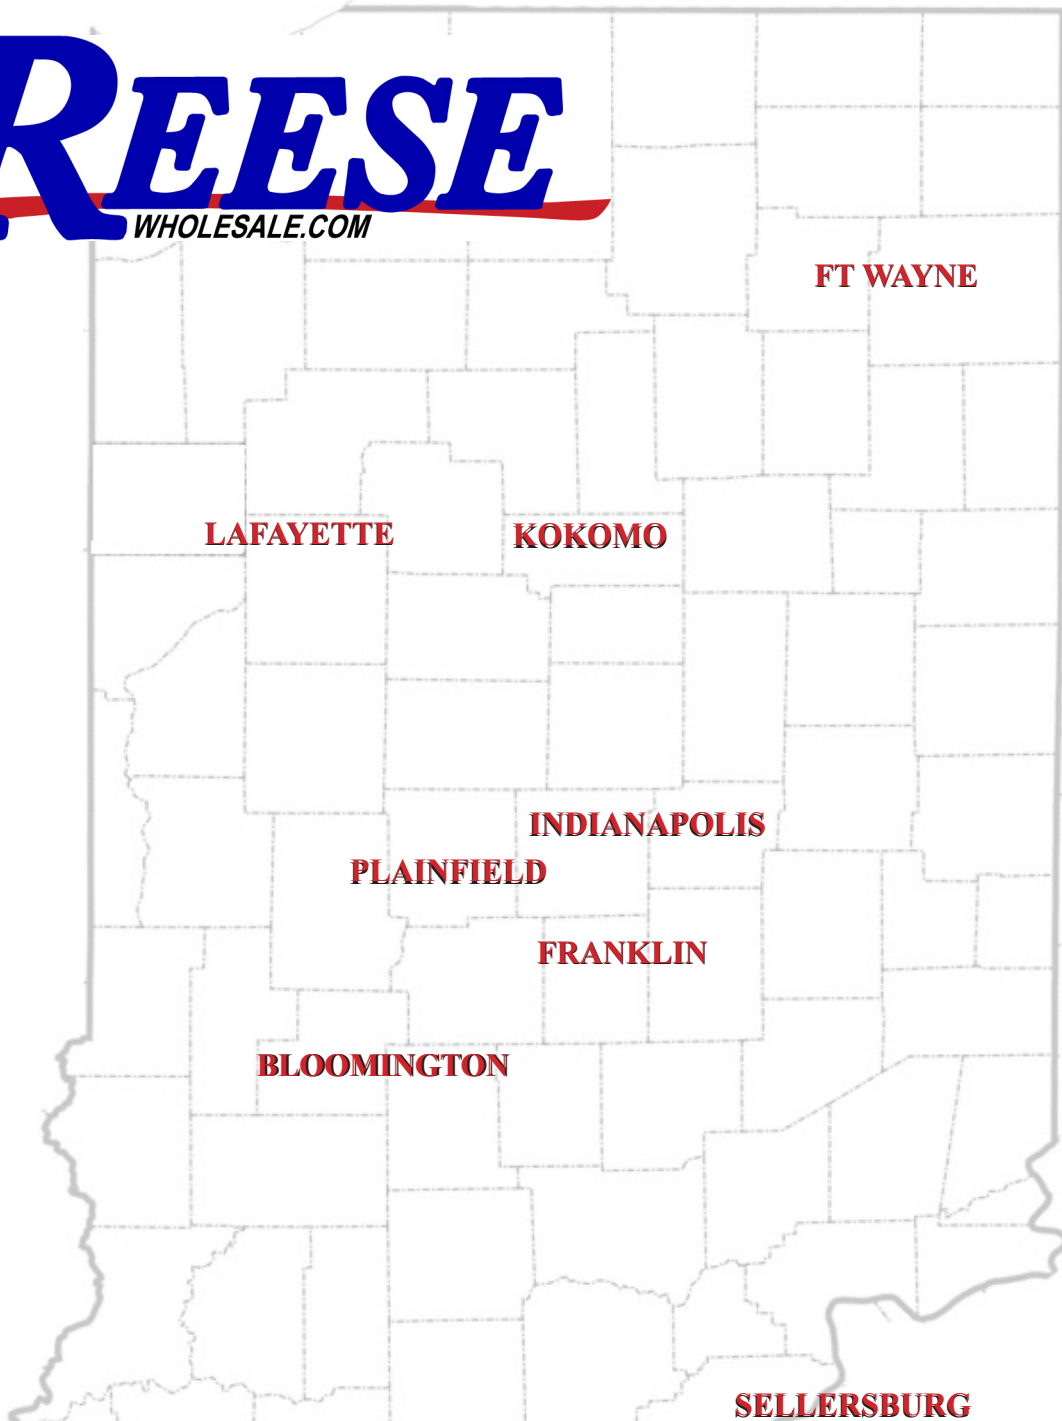 REESE
WHOLESALE.COM
FT WAYNE
LAFAYETTE
KOKOMO
INDIANAPOLIS
PLAINFIELD
FRANKLIN
BLOOMINGTON
SELLERSBURG